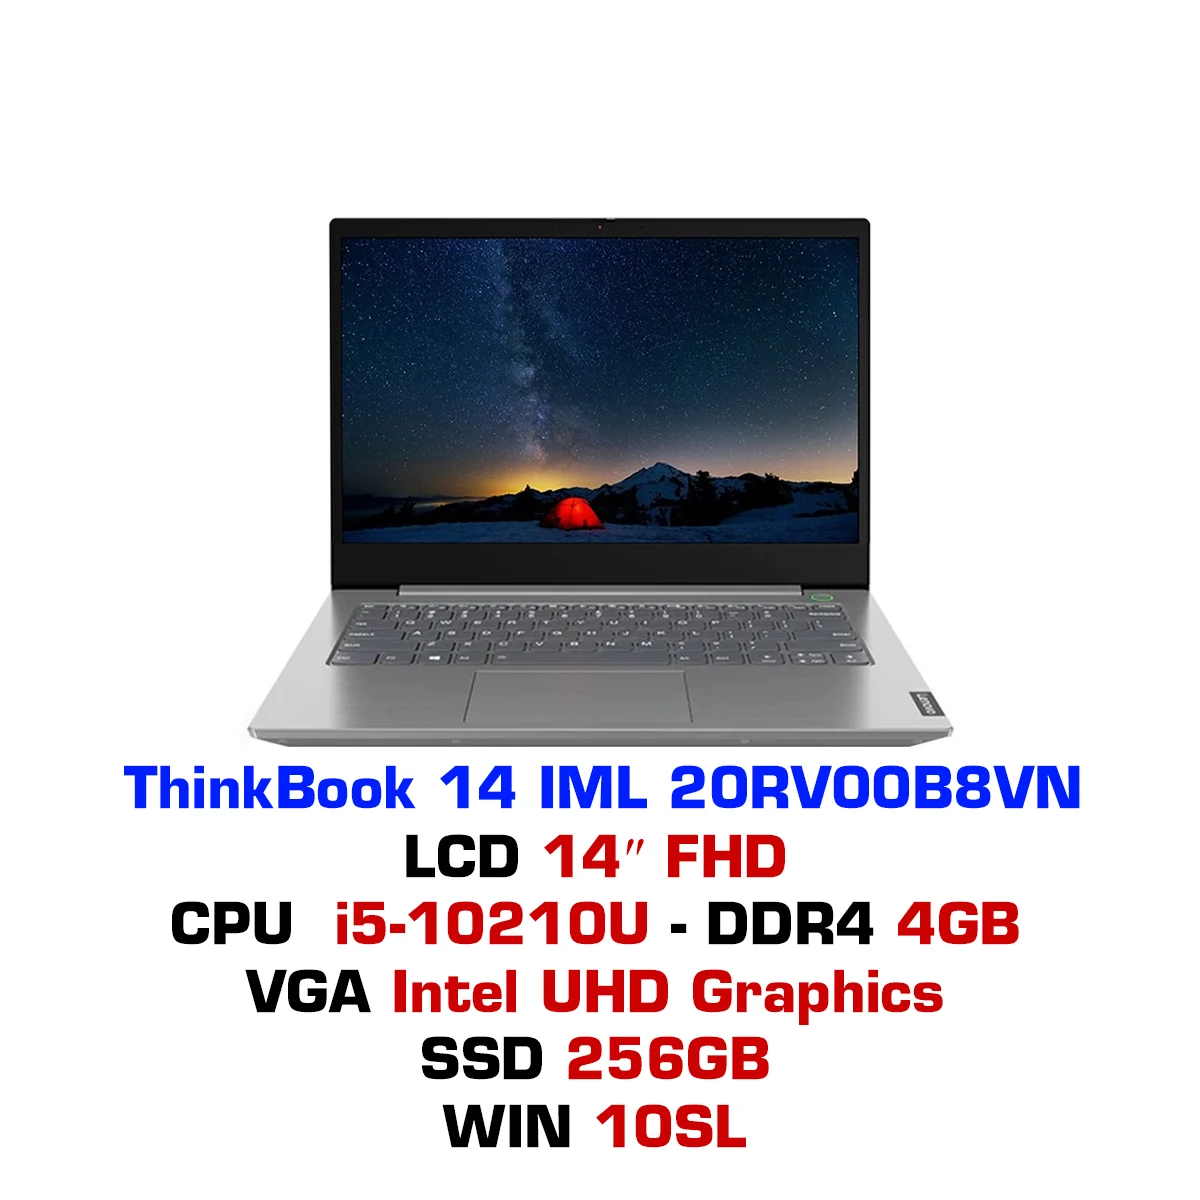 Lenovo
ThinkBook 14 IML 20RV00B8VN
LCD 14" FHD
CPU i5-10210U - DDR4 4GB
VGA Intel UHD Graphics
SSD 256GB
WIN 10SL